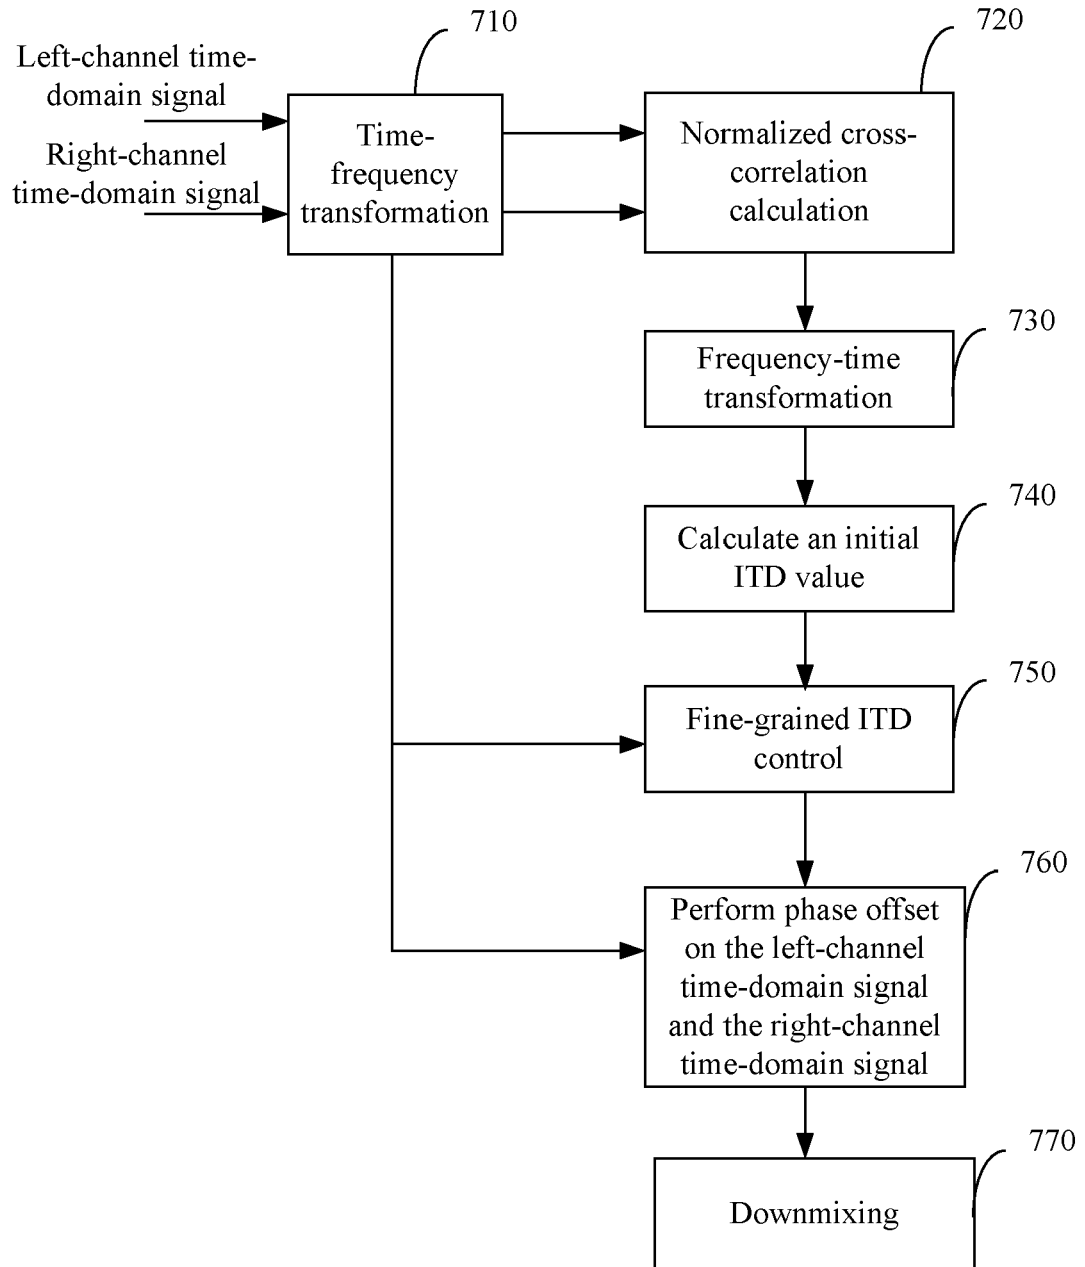 710
720
Left-channel time-
domain signal
Right-channel
time-domain signal
Time-
frequency
transformation
Normalized cross-
correlation
calculation
730
Frequency-time
transformation
740
Calculate an initial
ITD value
750
Fine-grained ITD
control
760
Perform phase offset
on the left-channel
time-domain signal
and the right-channel
time-domain signal
770
Downmixing